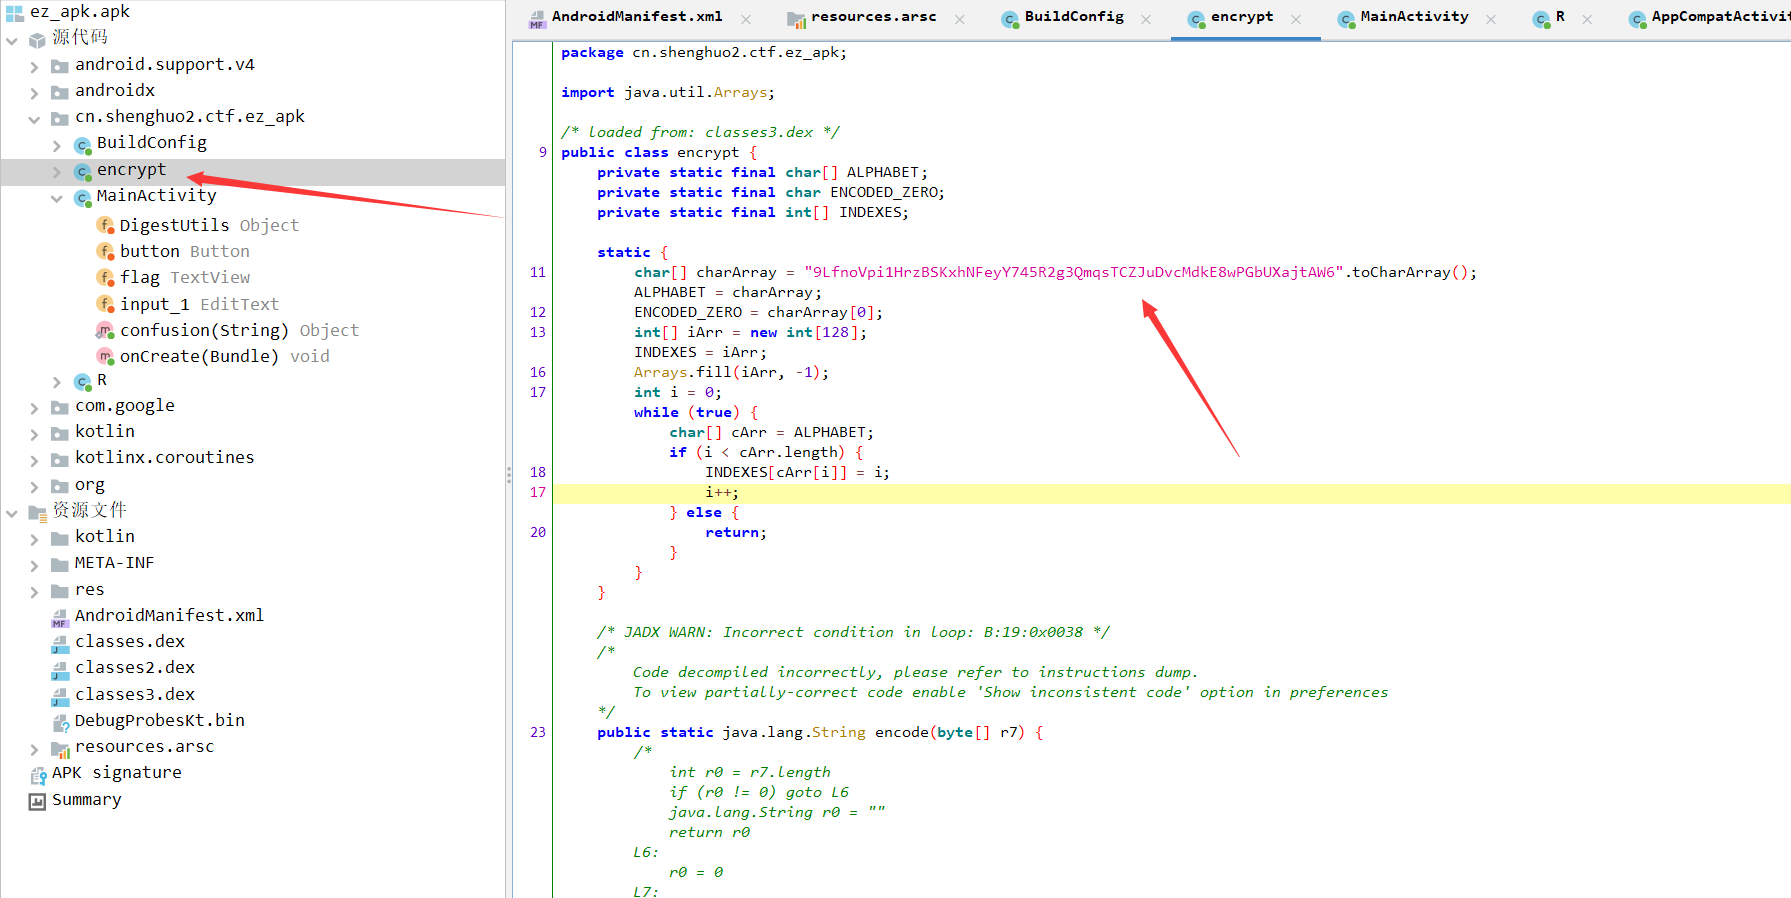 ez_apk.apk
源代码
android.support.v4
androidx
cn.shenghuo2.ctf.ez_apk
BuildConfig
encrypt
MainActivity
DigestUtils Object
button Button
flag TextView
input_1 EditText
confusion(String) Object
onCreate(Bundle) void
R
com.google
kotlin
kotlinx.coroutines
org
资源文件
kotlin
META-INF
res
AndroidManifest.xml
classes.dex
classes2.dex
classes3.dex
DebugProbesKt.bin
resources.arsc
APK signature
Summary
AndroidManifest.xml resources.arsc BuildConfig encrypt MainActivity R AppCompatActivit
package cn.shenghuo2.ctf.ez_apk;
import java.util.Arrays;
/* loaded from: classes3.dex */
9 public class encrypt {
private static final char[] ALPHABET;
private static final char ENCODED_ZERO;
private static final int[] INDEXES;
static {
11 char[] charArray = "9LfnoVpi1HrzBSKxhNFeyY745R2g3QmqsTCZJuDvcMdkE8wPGbUXajtAW6".toCharArray();
ALPHABET = charArray;
12 ENCODED_ZERO = charArray[0];
13 int[] iArr = new int[128];
INDEXES = iArr;
16 Arrays.fill(iArr, -1);
17 int i = 0;
while (true) {
char[] cArr = ALPHABET;
if (i < cArr.length) {
18 INDEXES[cArr[i]] = i;
17 i++;
} else {
20 return;
}
}
}
/* JADX WARN: Incorrect condition in loop: B:19:0x0038 */
/*
Code decompiled incorrectly, please refer to instructions dump.
To view partially-correct code enable 'Show inconsistent code' option in preferences
*/
23 public static java.lang.String encode(byte[] r7) {
/*
int r0 = r7.length
if (r0 != 0) goto L6
java.lang.String r0 = ""
return r0
L6:
r0 = 0
L7: